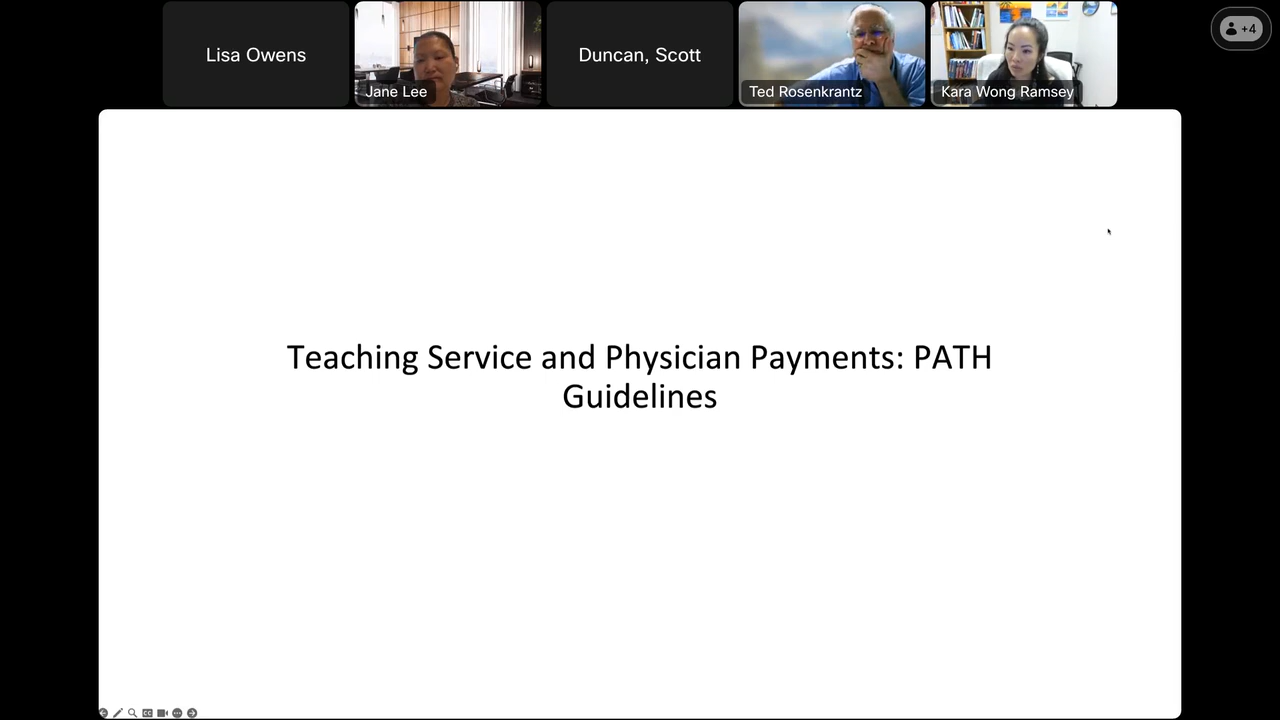 Lisa Owens
Jane Lee
Duncan, Scott
Ted Rosenkrantz
Kara Wong Ramsey
+4
Teaching Service and Physician Payments: PATH
Guidelines
CC